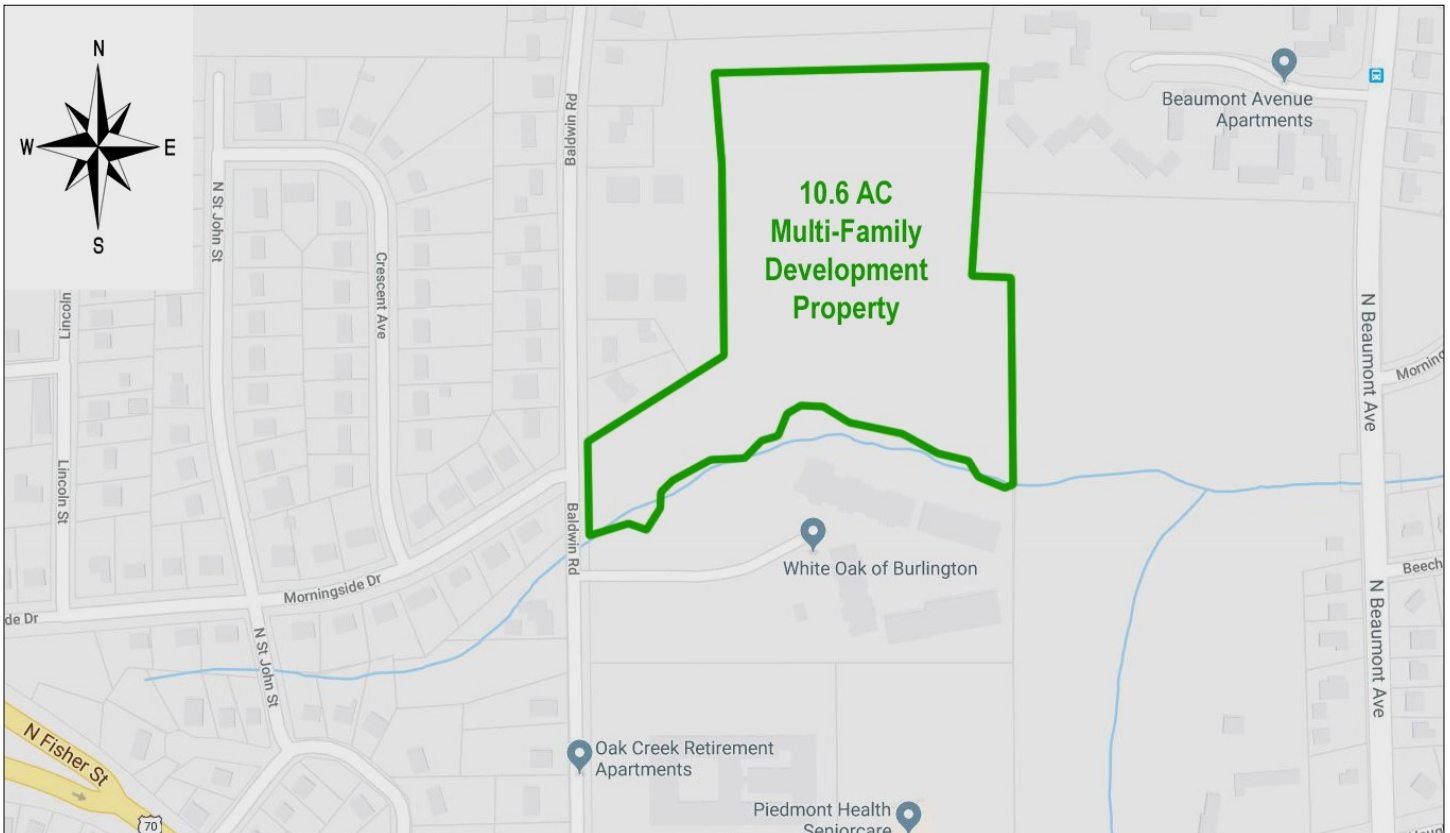 N
W
E
S
Baldwin Rd
Beaumont Avenue
Apartments
N St John St
Crescent Ave
10.6 AC
Multi-Family
Development
Property
Lincoln
N Beaumont Ave
Morning
Lincoln St
Baldwin Rd
White Oak of Burlington
Morningside Dr
Beech
de Dr
N St John St
N Beaumont Ave
N Fisher St
Oak Creek Retirement
Apartments
70
Piedmont Health
Seniorcare